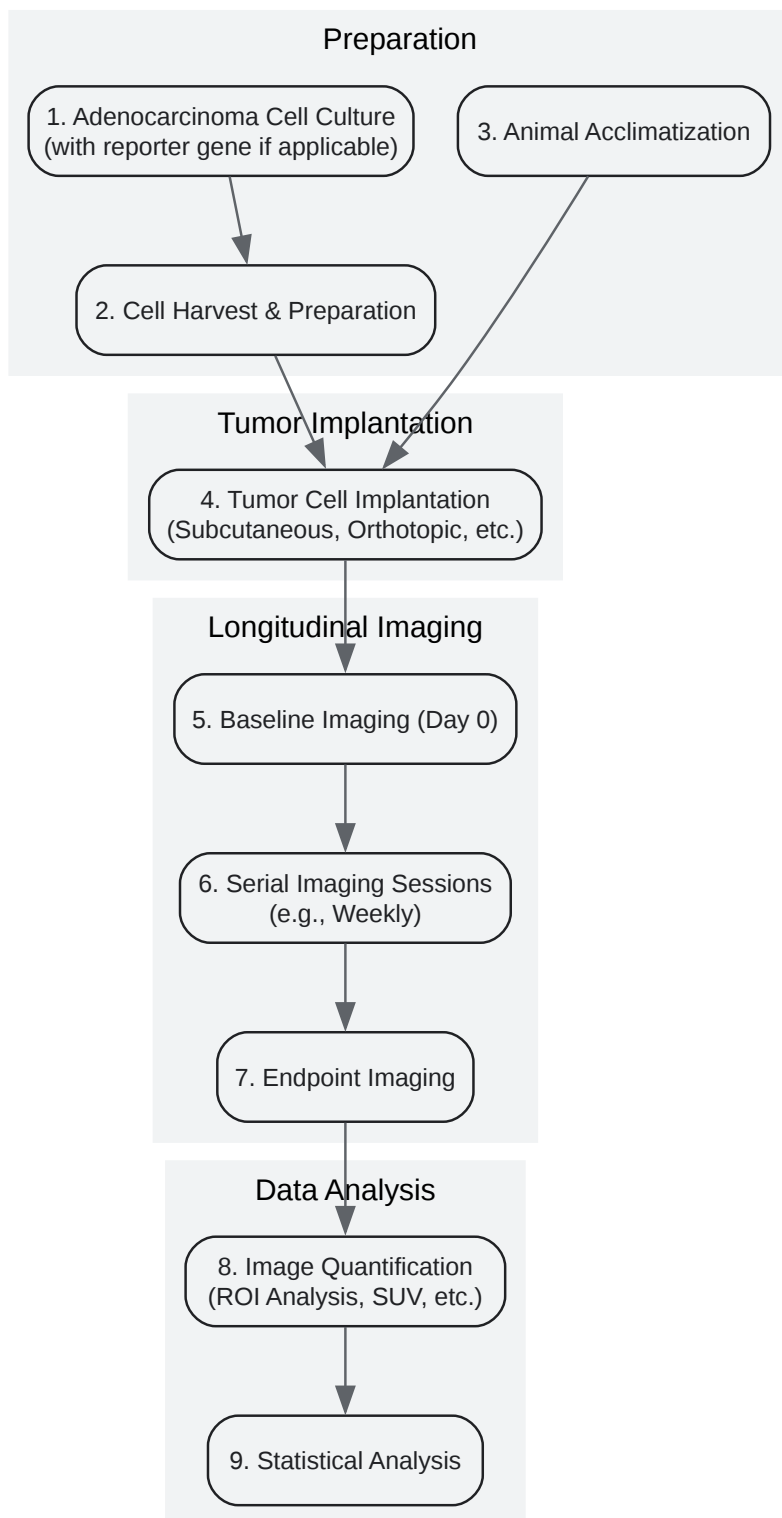 Preparation
1. Adenocarcinoma Cell Culture
(with reporter gene if applicable)
3. Animal Acclimatization
2. Cell Harvest & Preparation
Tumor Implantation
4. Tumor Cell Implantation
(Subcutaneous, Orthotopic, etc.)
Longitudinal Imaging
5. Baseline Imaging (Day 0)
6. Serial Imaging Sessions
(e.g., Weekly)
7. Endpoint Imaging
Data Analysis
8. Image Quantification
(ROI Analysis, SUV, etc.)
9. Statistical Analysis